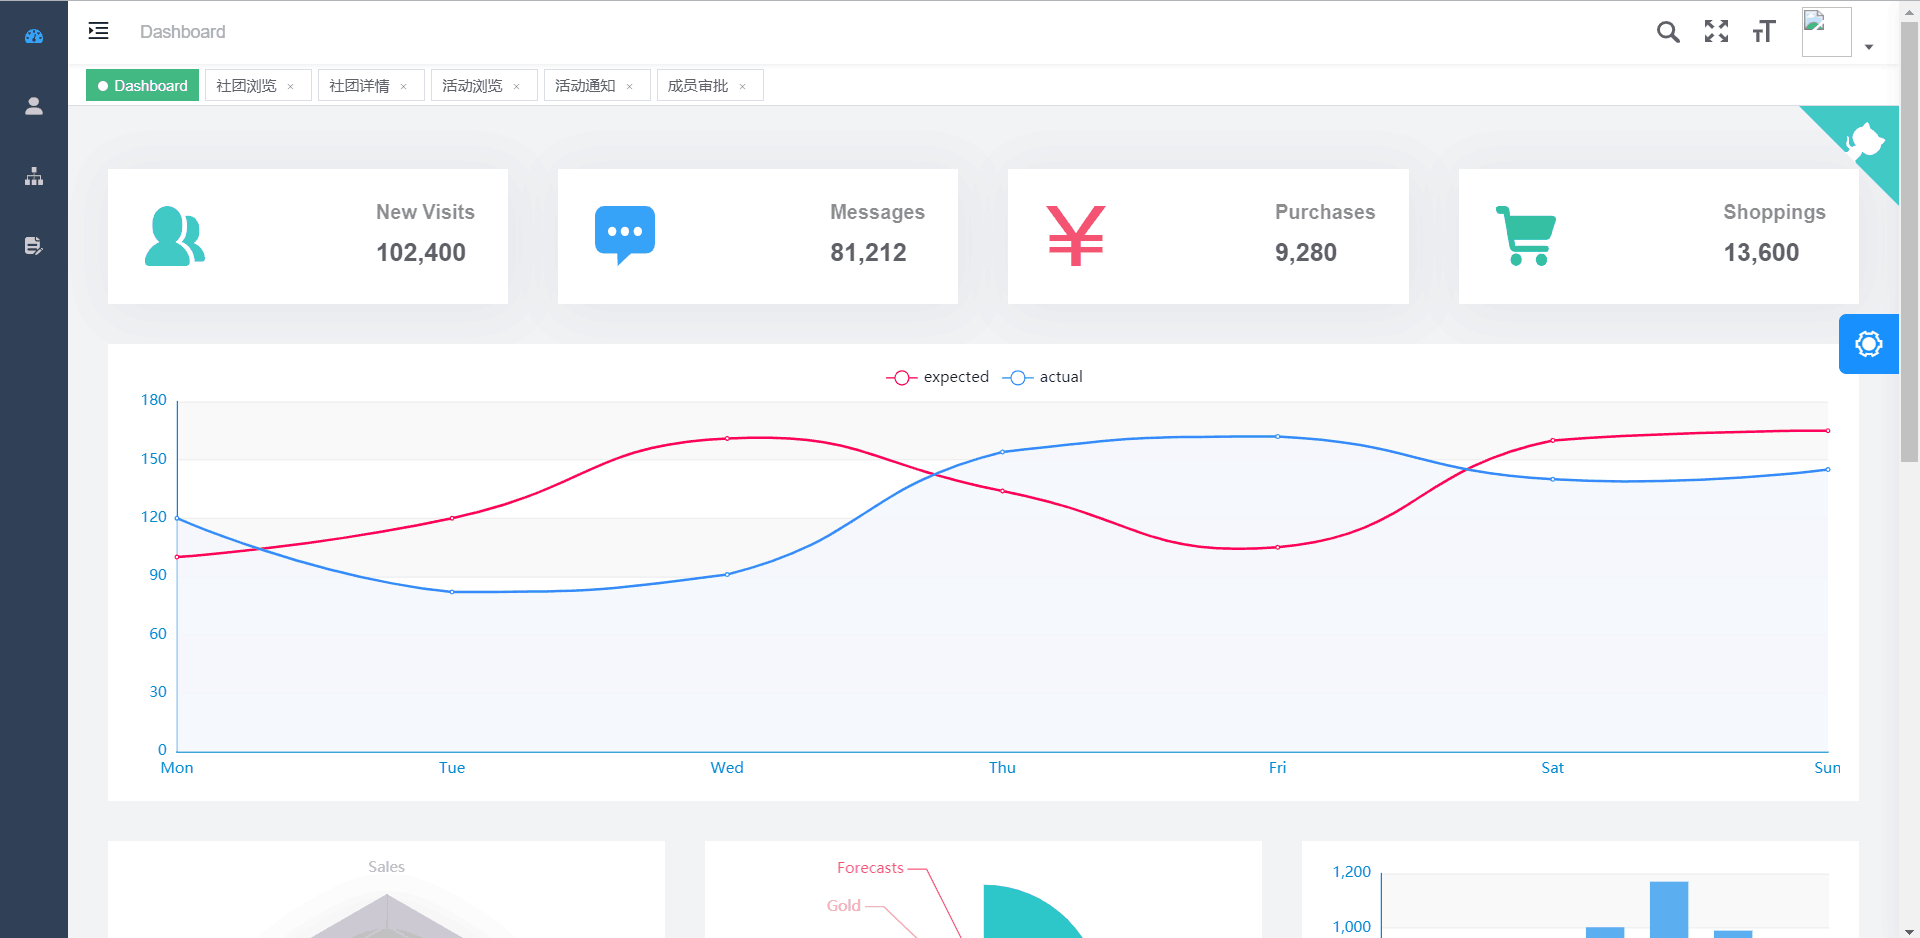 Dashboard
Dashboard 社团浏览 × 社团详情 × 活动浏览 × 活动通知 × 成员审批 ×
New Visits
102,400
Messages
81,212
Purchases
9,280
Shoppings
13,600
expected actual
180
150
120
90
60
30
0
Mon Tue Wed Thu Fri Sat Sun
Sales
Forecasts
Gold
1,200
1,000